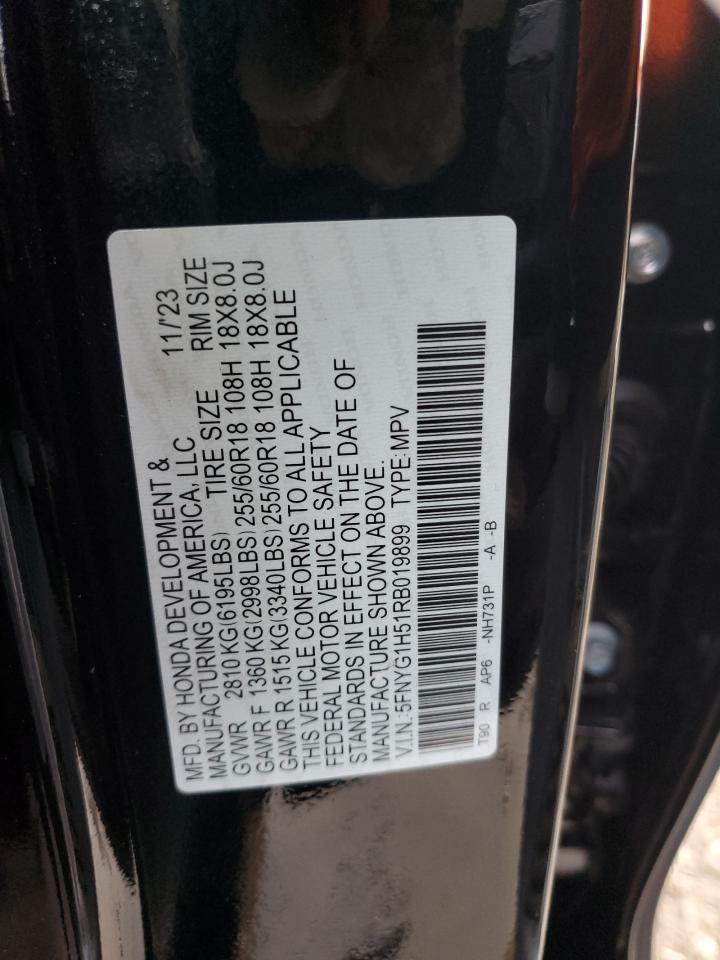 MFD. BY HONDA DEVELOPMENT & 11/'23
MANUFACTURING OF AMERICA, LLC
TIRE SIZE RIM SIZE
GVWR 2810 KG(6195LBS)
GAWR F 1360 KG(2998LBS) 255/60R18 108H 18X8.0J
GAWR R 1515 KG(3340LBS) 255/60R18 108H 18X8.0J
THIS VEHICLE CONFORMS TO ALL APPLICABLE
FEDERAL MOTOR VEHICLE SAFETY
STANDARDS IN EFFECT ON THE DATE OF
MANUFACTURE SHOWN ABOVE.
V.I.N.:5FNYG1H51RB019899 TYPE:MPV
T90 R AP6 -NH731P -A -B